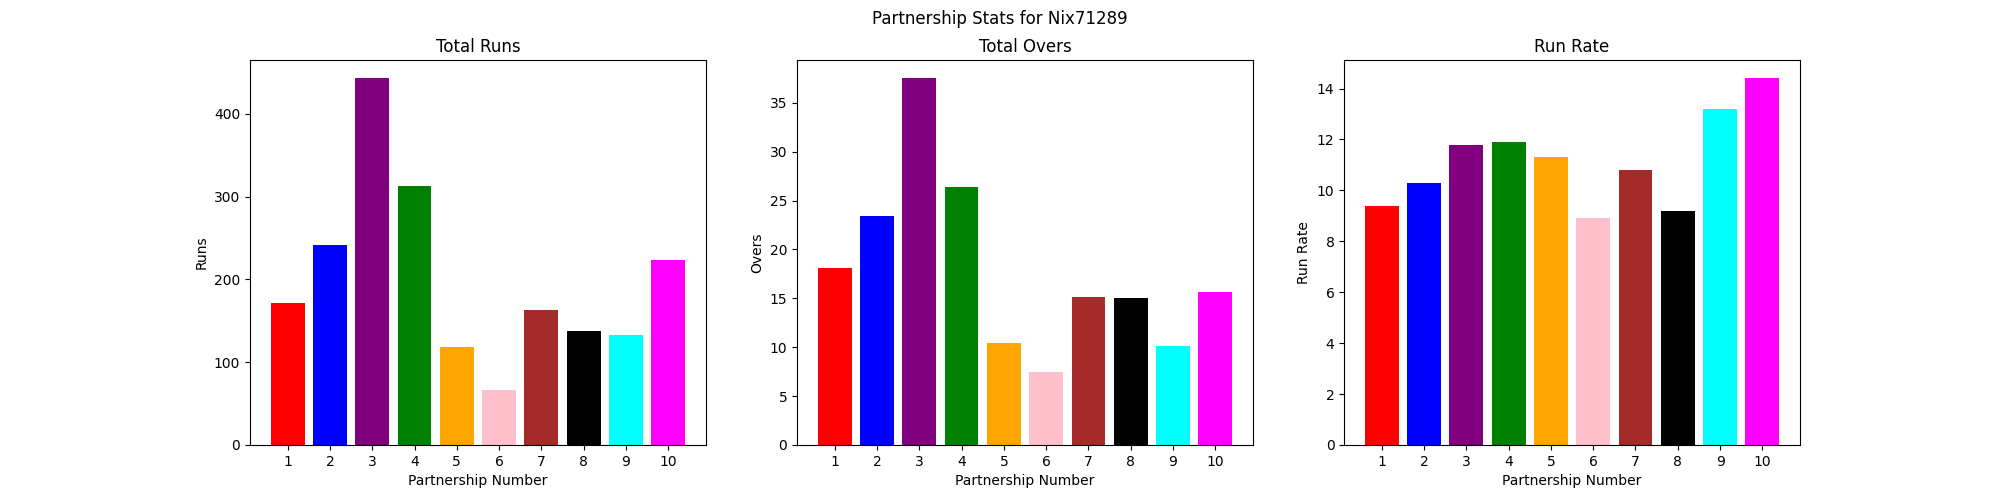 Partnership Stats for Nix71289
Total Runs
Runs
400
300
200
100
0
1 2 3 4 5 6 7 8 9 10
Partnership Number
Total Overs
Overs
35
30
25
20
15
10
5
0
1 2 3 4 5 6 7 8 9 10
Partnership Number
Run Rate
Run Rate
14
12
10
8
6
4
2
0
1 2 3 4 5 6 7 8 9 10
Partnership Number